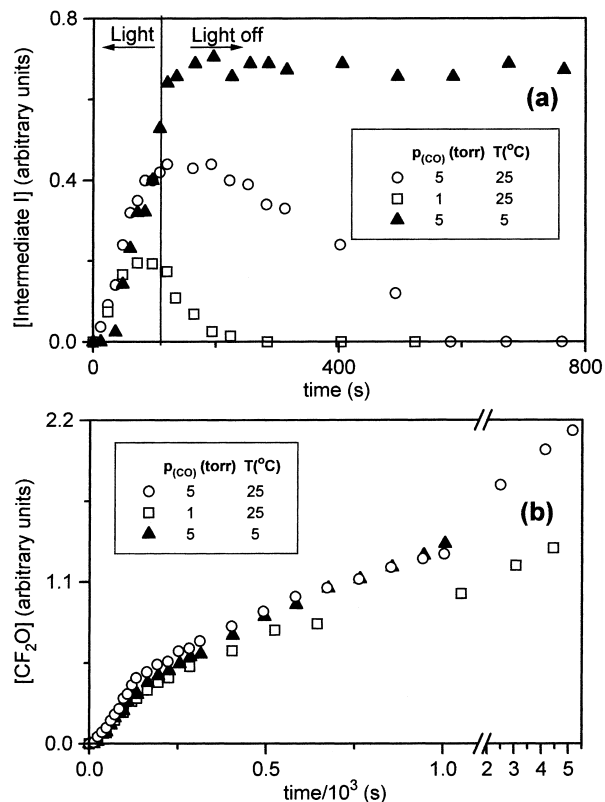 0.8
Light
Light off
(a)
p(CO) (torr) T(°C)
5 25
1 25
5 5
0.4
0.0
[Intermediate I] (arbitrary units)
0 400 800
time (s)
2.2
p(CO) (torr) T(°C)
5 25
1 25
5 5
(b)
1.1
0.0
[CF₂O] (arbitrary units)
0.0 0.5 1.0 2 3 4 5
time/10³ (s)